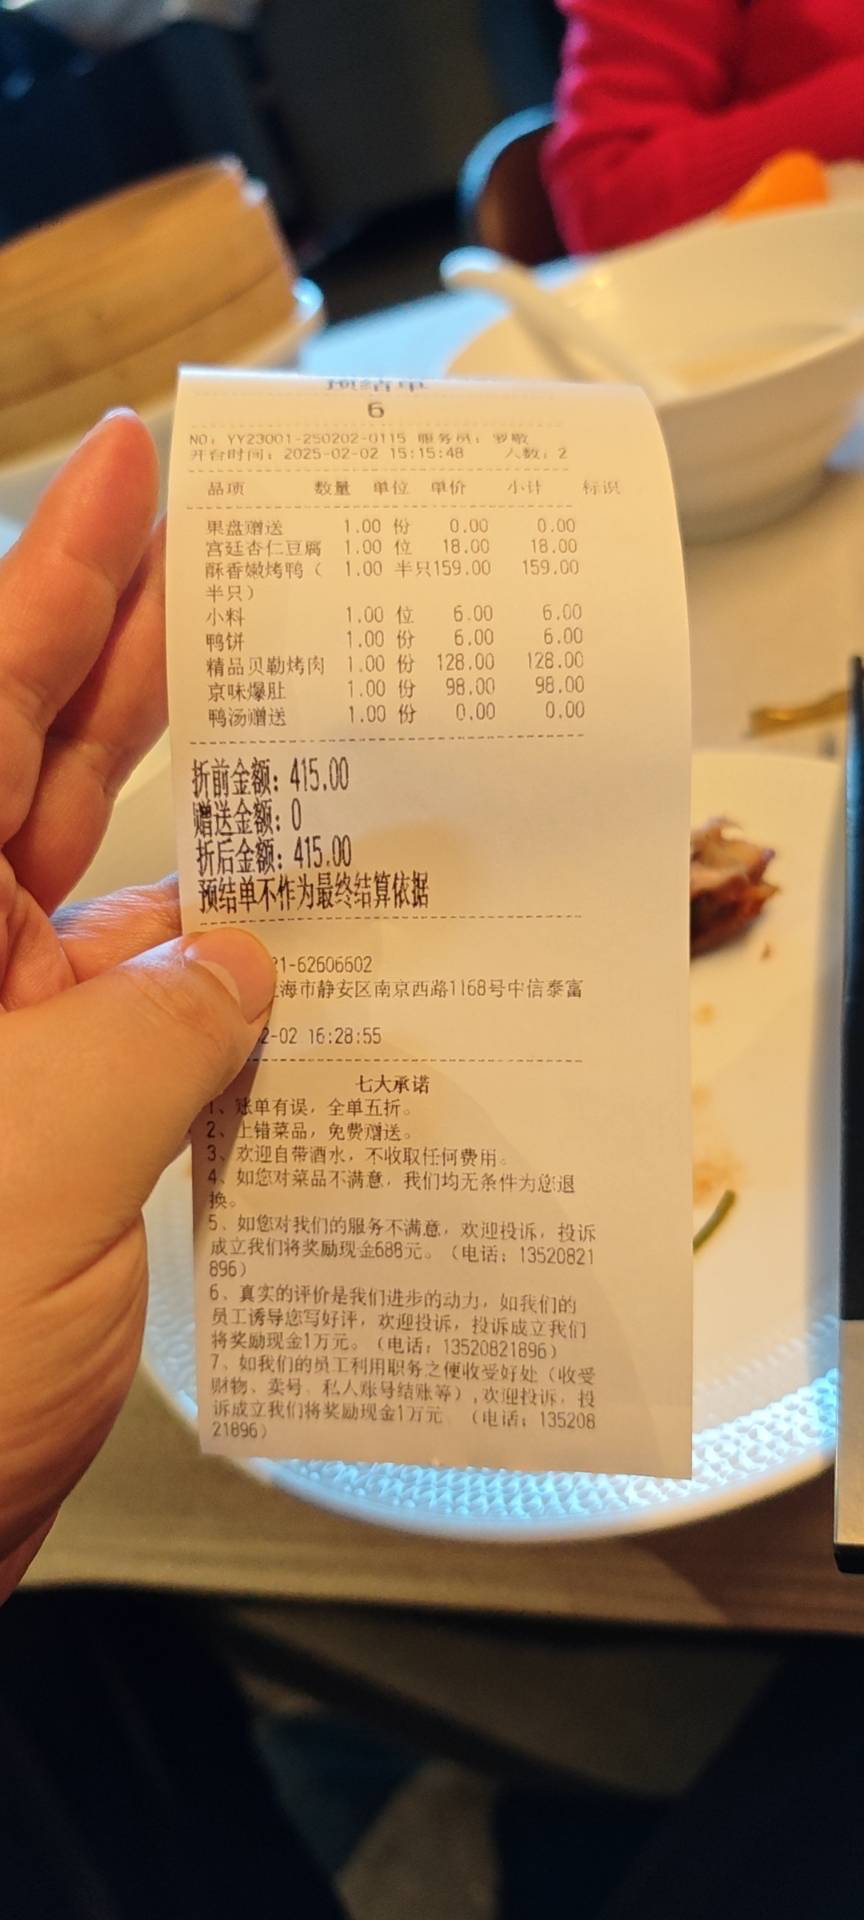 预结单
6
NO: YY23001-250202-0115 服务员: 罗敬
开台时间: 2025-02-02 15:15:48 人数: 2
品项 数量 单位 单价 小计 标识
果盘赠送 1.00 份 0.00 0.00
宫廷杏仁豆腐 1.00 位 18.00 18.00
酥香嫩烤鸭( 1.00 半只159.00 159.00
半只)
小料 1.00 位 6.00 6.00
鸭饼 1.00 份 6.00 6.00
精品贝勒烤肉 1.00 份 128.00 128.00
京味爆肚 1.00 份 98.00 98.00
鸭汤赠送 1.00 份 0.00 0.00
折前金额: 415.00
赠送金额: 0
折后金额: 415.00
预结单不作为最终结算依据
21-62606602
海市静安区南京西路1168号中信泰富
2-02 16:28:55
七大承诺
1、账单有误，全单五折。
2、上错菜品，免费赠送。
3、欢迎自带酒水，不收取任何费用。
4、如您对菜品不满意，我们均无条件为您退
换。
5、如您对我们的服务不满意，欢迎投诉，投诉
成立我们将奖励现金688元。（电话：13520821
896）
6、真实的评价是我们进步的动力，如我们的
员工诱导您写好评，欢迎投诉，投诉成立我们
将奖励现金1万元。（电话：13520821896）
7、如我们的员工利用职务之便收受好处（收受
财物、卖号、私人账号结账等）,欢迎投诉，投
诉成立我们将奖励现金1万元。（电话：135208
21896）